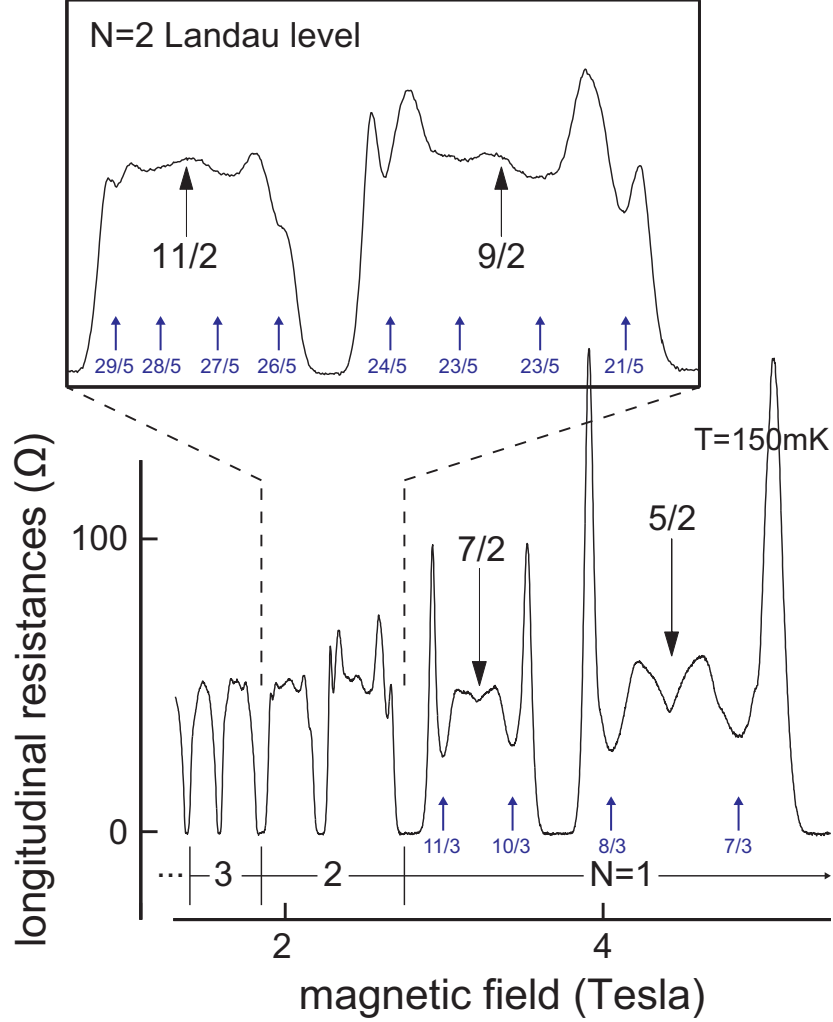 N=2 Landau level
11/2
9/2
29/5 28/5 27/5 26/5 24/5 23/5 23/5 21/5
T=150mK
longitudinal resistances (Ω)
100
0
7/2
5/2
11/3 10/3 8/3 7/3
... 3 2 N=1
2 4
magnetic field (Tesla)